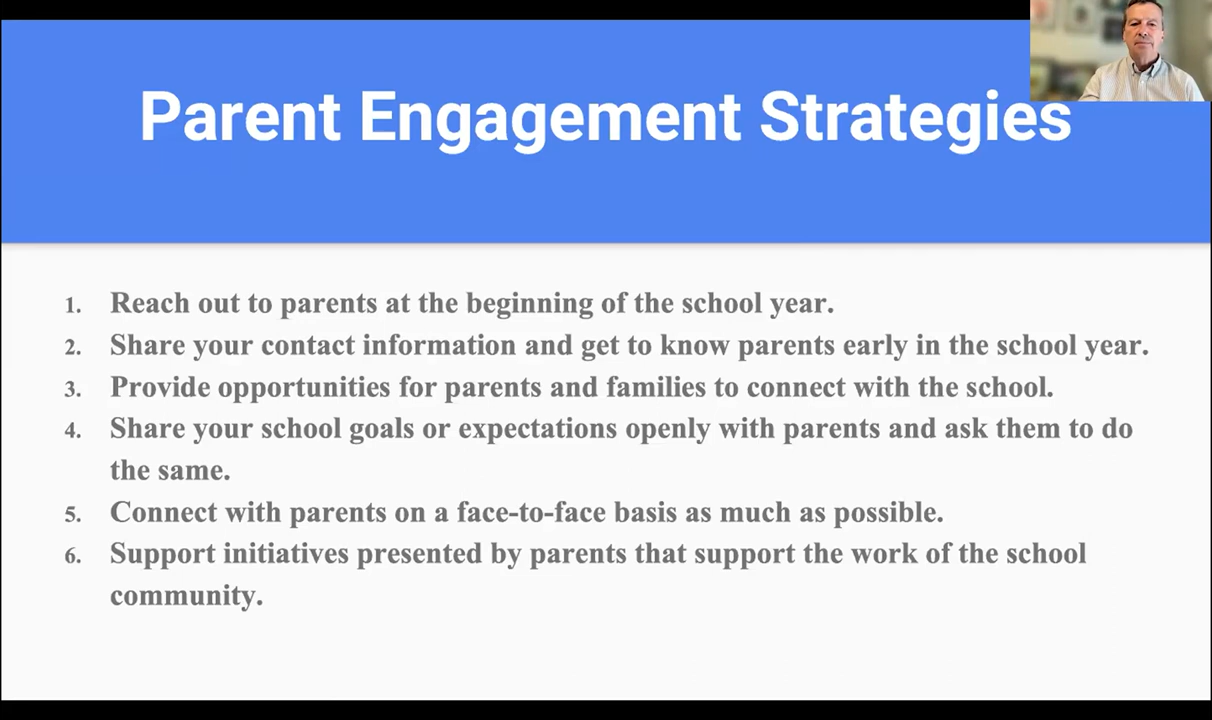 Parent Engagement Strategies
1. Reach out to parents at the beginning of the school year.
2. Share your contact information and get to know parents early in the school year.
3. Provide opportunities for parents and families to connect with the school.
4. Share your school goals or expectations openly with parents and ask them to do
the same.
5. Connect with parents on a face-to-face basis as much as possible.
6. Support initiatives presented by parents that support the work of the school
community.